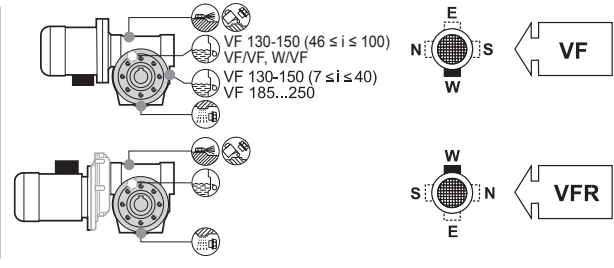 VF 130-150 (46 ≤ i ≤ 100)
VF/VF, W/VF
VF 130-150 (7 ≤ i ≤ 40)
VF 185...250
E
N S
W
VF
W
S N
E
VFR